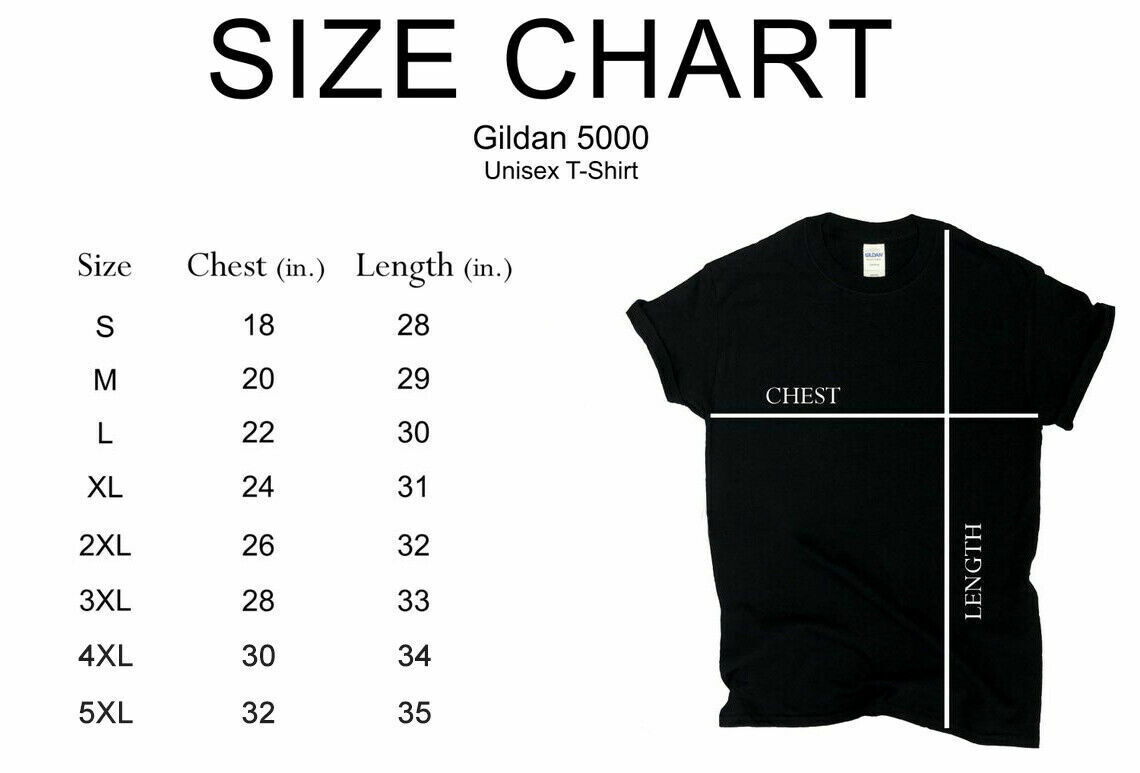 SIZE CHART
Gildan 5000
Unisex T-Shirt
Size Chest (in.) Length (in.)
S 18 28
M 20 29
L 22 30
XL 24 31
2XL 26 32
3XL 28 33
4XL 30 34
5XL 32 35
GILDAN
CHEST
LENGTH